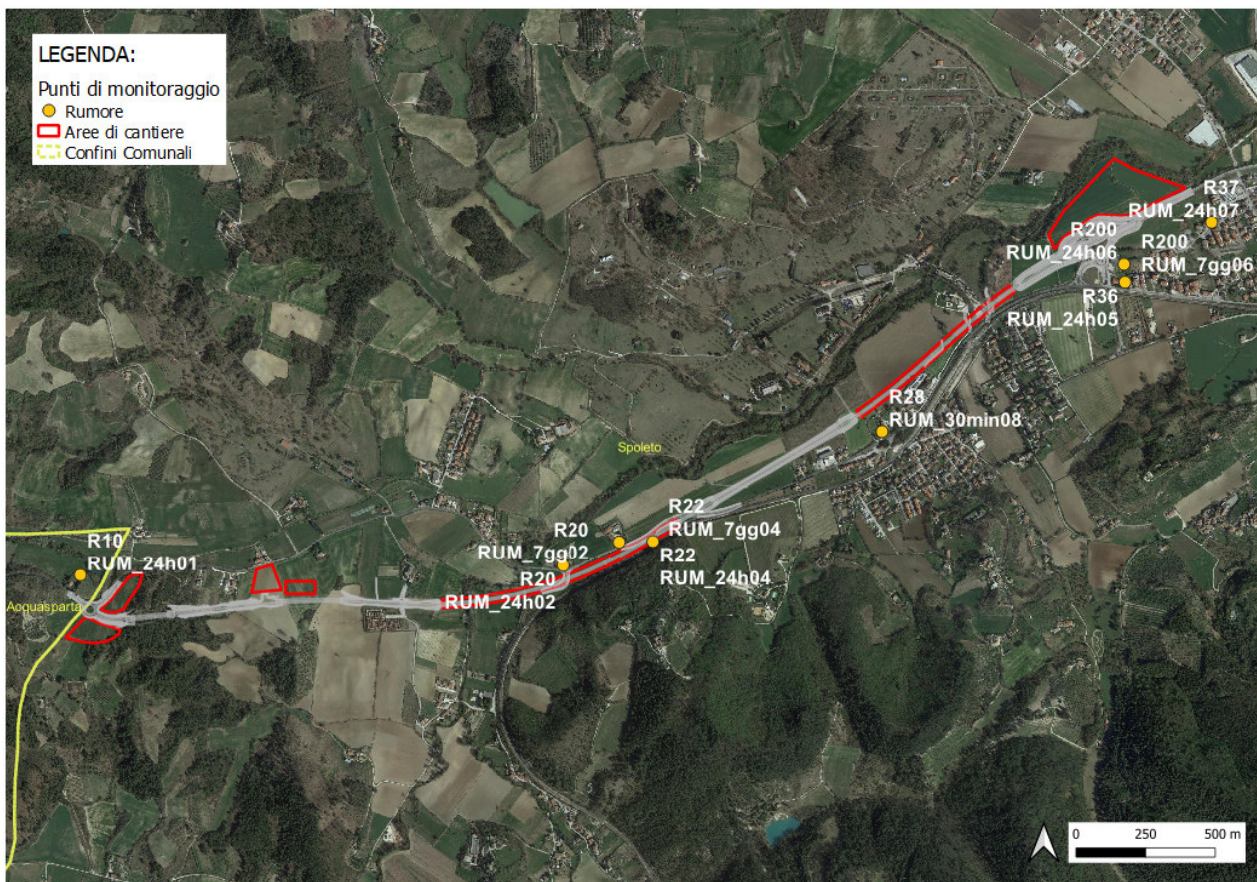 LEGENDA:
Punti di monitoraggio
Rumore
Aree di cantiere
Confini Comunali
R37
RUM_24h07
R200
RUM_24h06
R200
RUM_7gg06
R36
RUM_24h05
R28
RUM_30min08
Spoleto
R22
RUM_7gg04
R20
RUM_7gg02
R22
RUM_24h04
R10
RUM_24h01
R20
RUM_24h02
Acquasparta
0 250 500 m